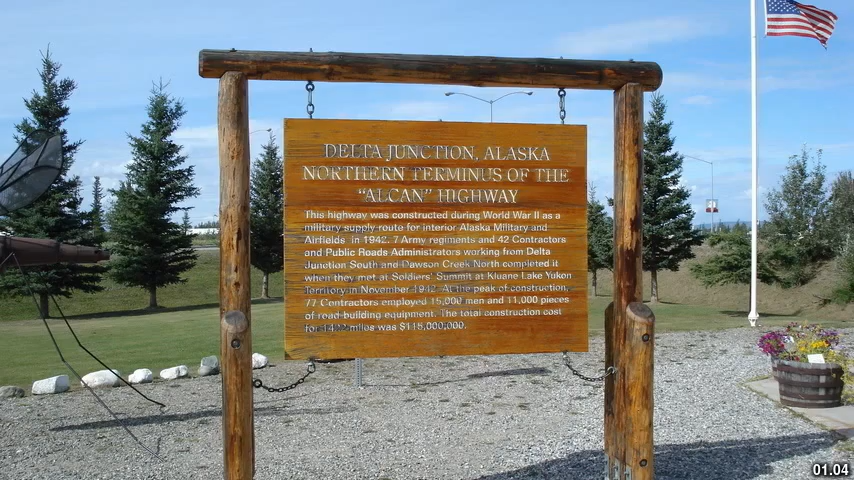 DELTA JUNCTION, ALASKA
NORTHERN TERMINUS OF THE
"ALCAN" HIGHWAY
This highway was constructed during World War II as a
military supply route for interior Alaska Military and
Airfields in 1942. 7 Army regiments and 42 Contractors
and Public Roads Administrators working from Delta
Junction South and Dawson Creek North completed it
when they met at Soldiers' Summit at Kluane Lake Yukon
Territory in November 1942. At the peak of construction,
77 Contractors employed 15,000 men and 11,000 pieces
of road building equipment. The total construction cost
for miles was $115,000,000.
01.04